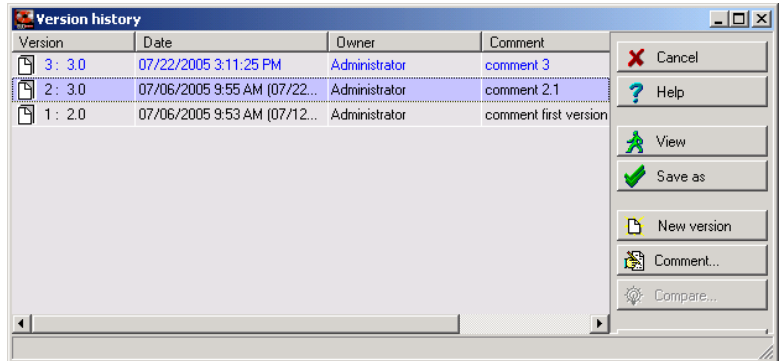 Version history
Version Date Owner Comment
3 : 3.0 07/22/2005 3:11:25 PM Administrator comment 3
2 : 3.0 07/06/2005 9:55 AM (07/22... Administrator comment 2.1
1 : 2.0 07/06/2005 9:53 AM (07/12... Administrator comment first version
Cancel
Help
View
Save as
New version
Comment...
Compare...